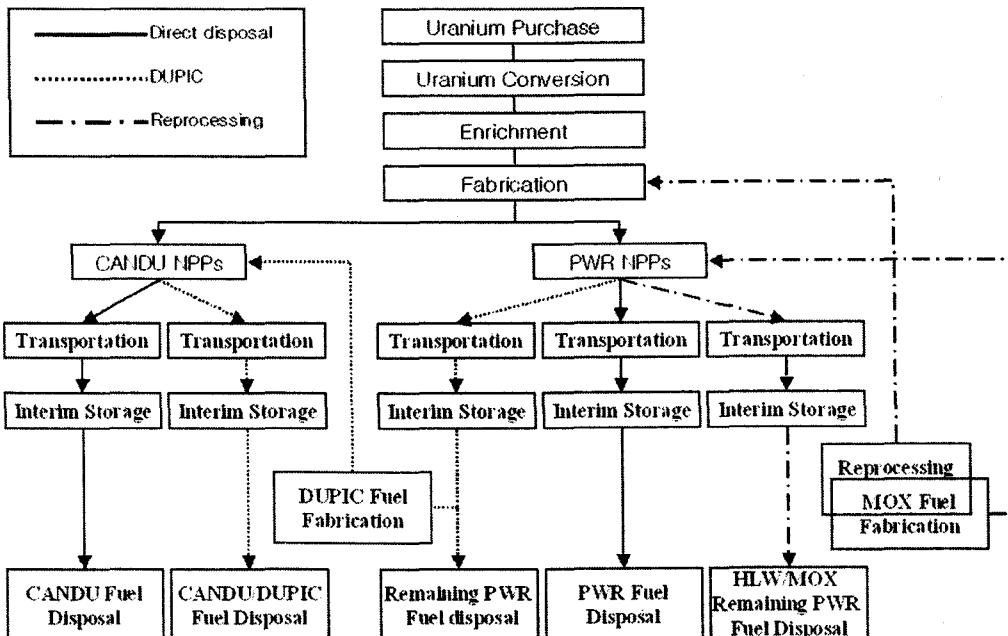 Direct disposal
DUPIC
Reprocessing
Uranium Purchase
Uranium Conversion
Enrichment
Fabrication
CANDU NPPs
PWR NPPs
Transportation
Transportation
Transportation
Transportation
Transportation
Interim Storage
Interim Storage
Interim Storage
Interim Storage
Interim Storage
DUPIC Fuel
Fabrication
Reprocessing
MOX Fuel
Fabrication
CANDU Fuel
Disposal
CANDU/DUPIC
Fuel Disposal
Remaining PWR
Fuel disposal
PWR Fuel
Disposal
HLW/MOX
Remaining PWR
Fuel Disposal